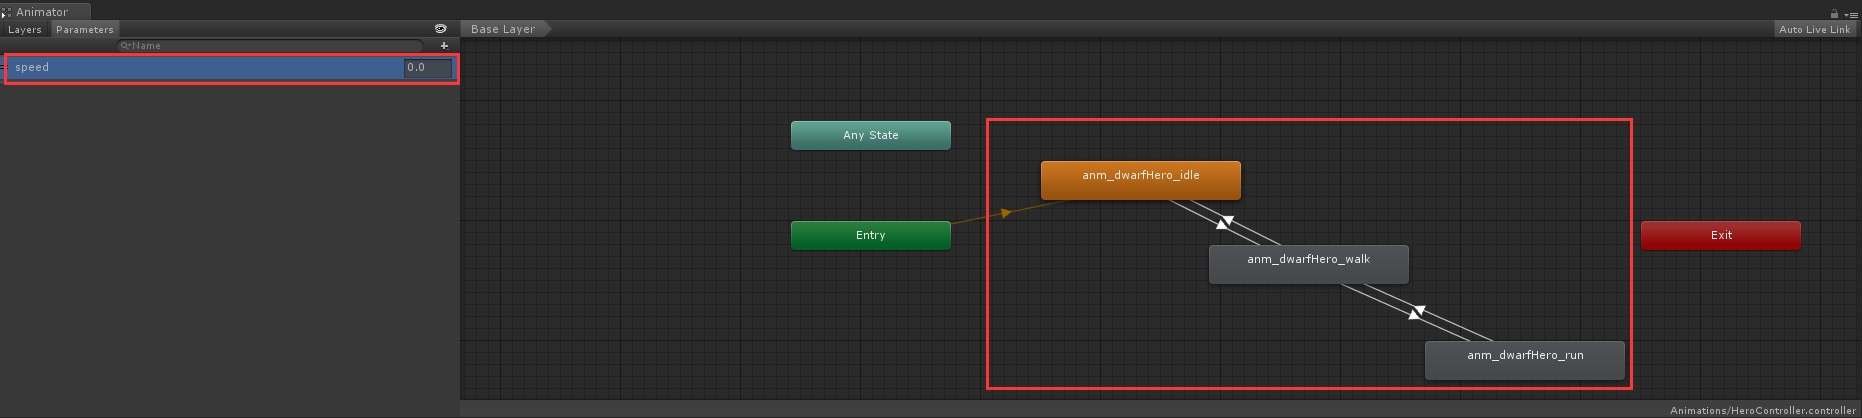 Animator
Layers Parameters
Name
speed 0.0
Base Layer
Auto Live Link
Any State
anm_dwarfHero_idle
Entry
Exit
anm_dwarfHero_walk
anm_dwarfHero_run
Animations/HeroController.controller